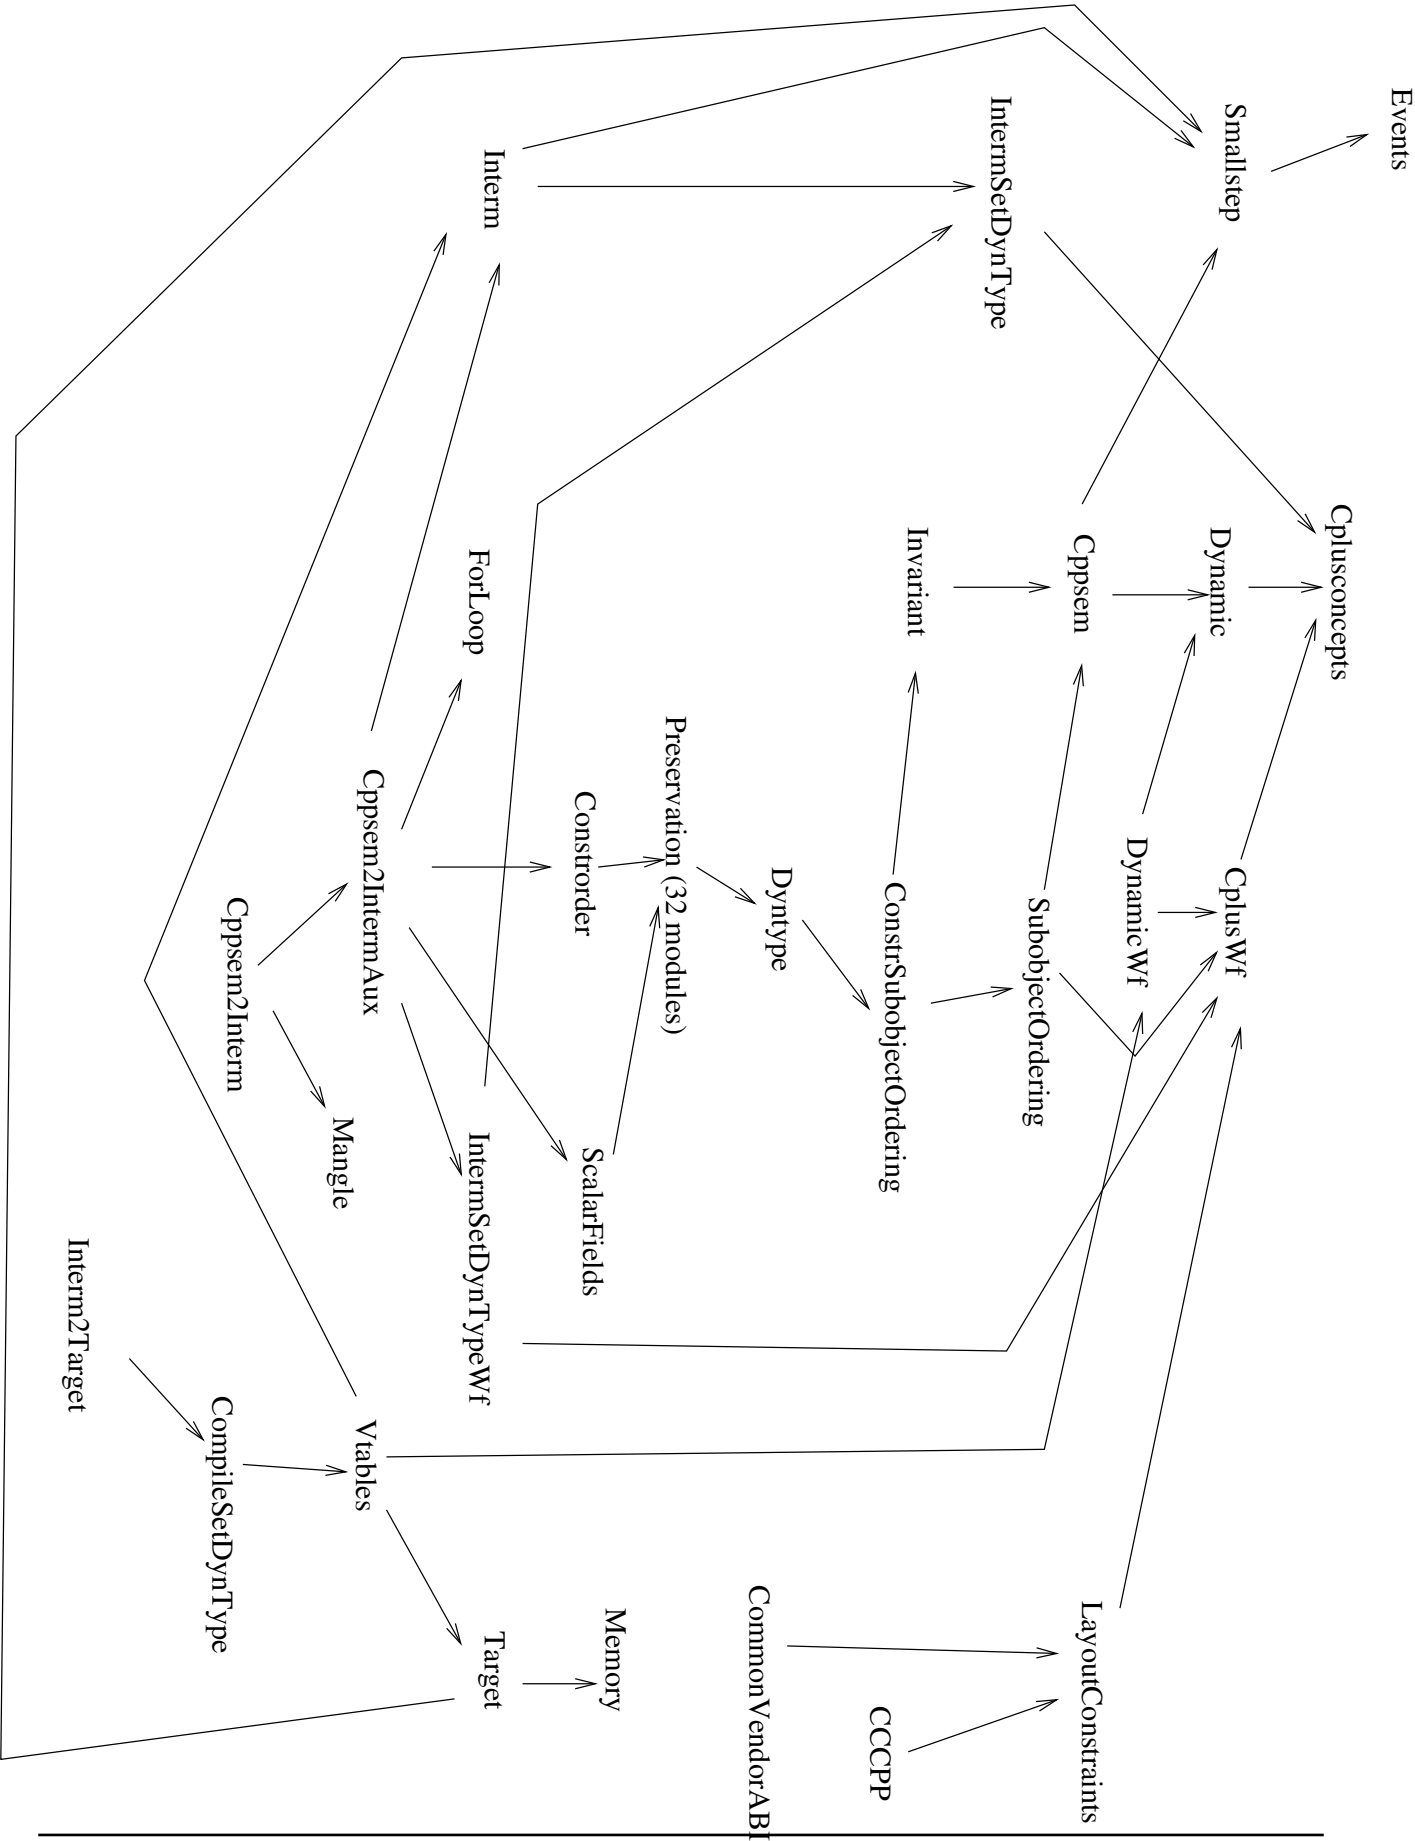 Events
Cplusconcepts
Smallstep
Dynamic
CplusWf
DynamicWf
Cppsem
LayoutConstraints
SubobjectOrdering
IntermSetDynType
Invariant
ConstrSubobjectOrdering
CCCPP
Dyntype
CommonVendorABI
Preservation (32 modules)
Memory
Constrorder
ScalarFields
Interm
ForLoop
IntermSetDynTypeWf
Target
Cppsem2IntermAux
Vtables
Mangle
Cppsem2Interm
CompileSetDynType
Interm2Target